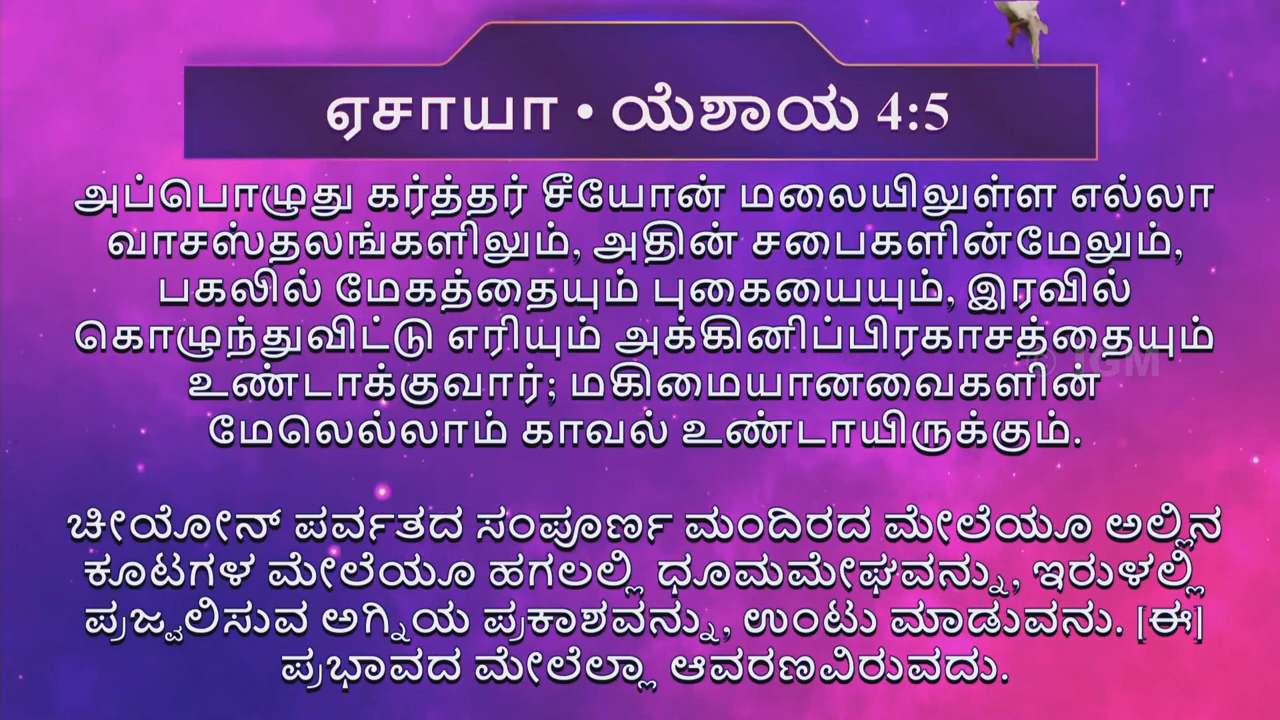 ஏசாயா • ಯೆಶಾಯ 4:5
அப்பொழுது கர்த்தர் சீயோன் மலையிலுள்ள எல்லா
வாசஸ்தலங்களிலும், அதின் சபைகளின்மேலும்,
பகலில் மேகத்தையும் புகையையும், இரவில்
கொழுந்துவிட்டு எரியும் அக்கினிப்பிரகாசத்தையும்
© JGM
உண்டாக்குவார்; மகிமையானவைகளின்
மேலெல்லாம் காவல் உண்டாயிருக்கும்.
ಚೀಯೋನ್ ಪರ್ವತದ ಸಂಪೂರ್ಣ ಮಂದಿರದ ಮೇಲೆಯೂ ಅಲ್ಲಿನ
ಕೂಟಗಳ ಮೇಲೆಯೂ ಹಗಲಲ್ಲಿ ಧೂಮಮೇಘವನ್ನು, ಇರುಳಲ್ಲಿ
ಪ್ರಜ್ವಲಿಸುವ ಅಗ್ನಿಯ ಪ್ರಕಾಶವನ್ನು, ಉಂಟು ಮಾಡುವನು. [ಈ]
ಪ್ರಭಾವದ ಮೇಲೆಲ್ಲಾ ಆವರಣವಿರುವದು.